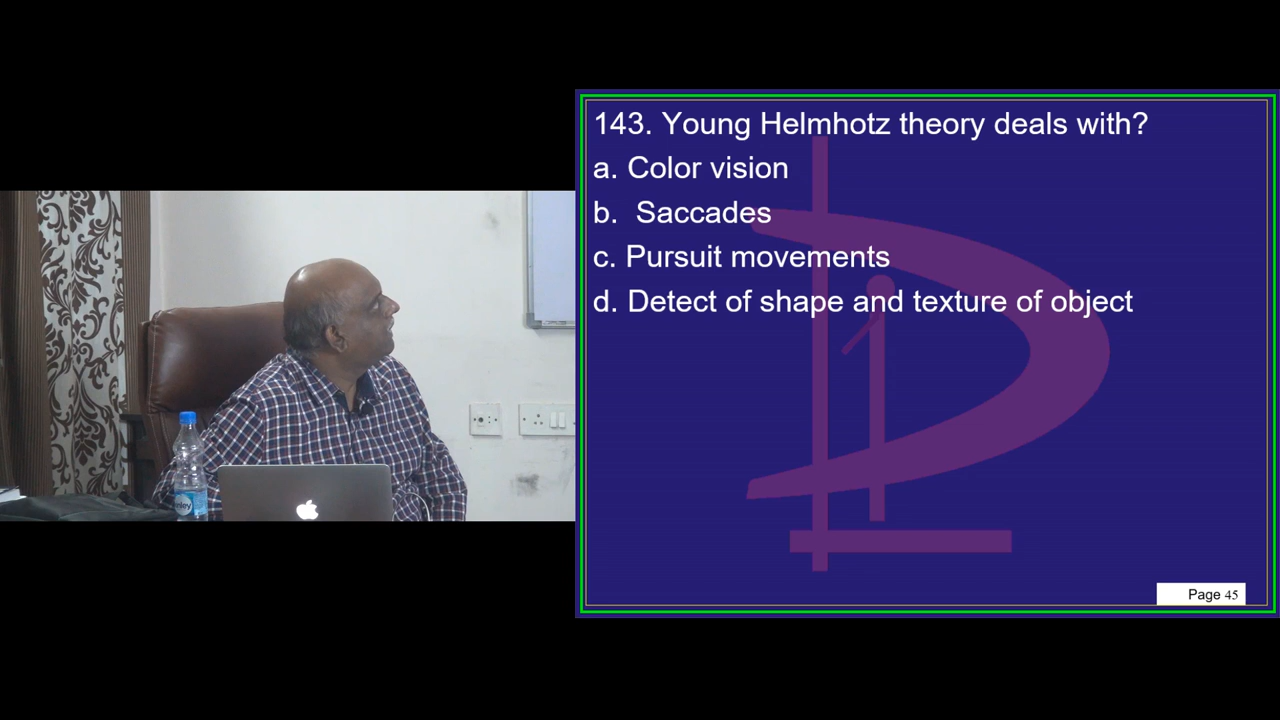 143. Young Helmhotz theory deals with?
a. Color vision
b. Saccades
c. Pursuit movements
d. Detect of shape and texture of object
Page 45